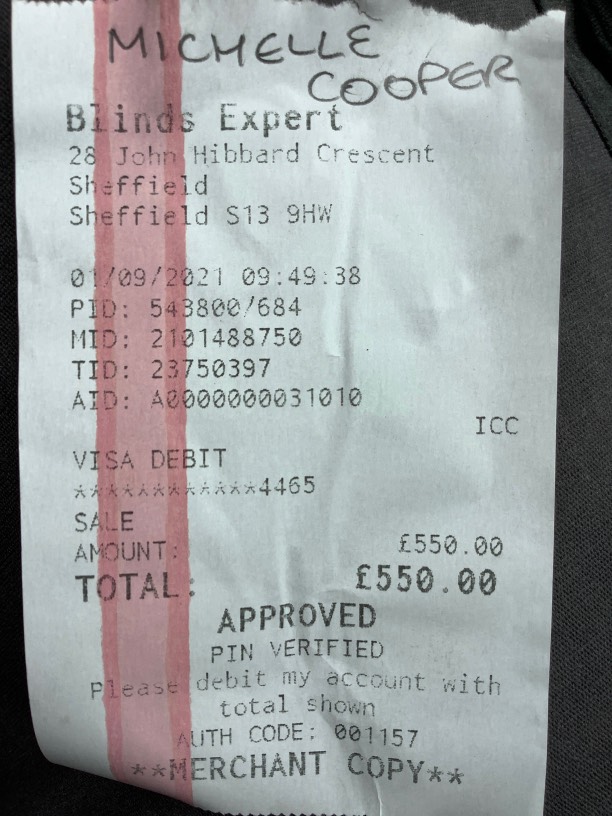 MICHELLE
COOPER
Blinds Expert
28 John Hibbard Crescent
Sheffield
Sheffield S13 9HW
01/09/2021 09:49:38
PID: 543800/684
MID: 2101488750
TID: 23750397
AID: A0000000031010
ICC
VISA DEBIT
************4465
SALE
AMOUNT: £550.00
TOTAL: £550.00
APPROVED
PIN VERIFIED
Please debit my account with
total shown
AUTH CODE: 001157
**MERCHANT COPY**